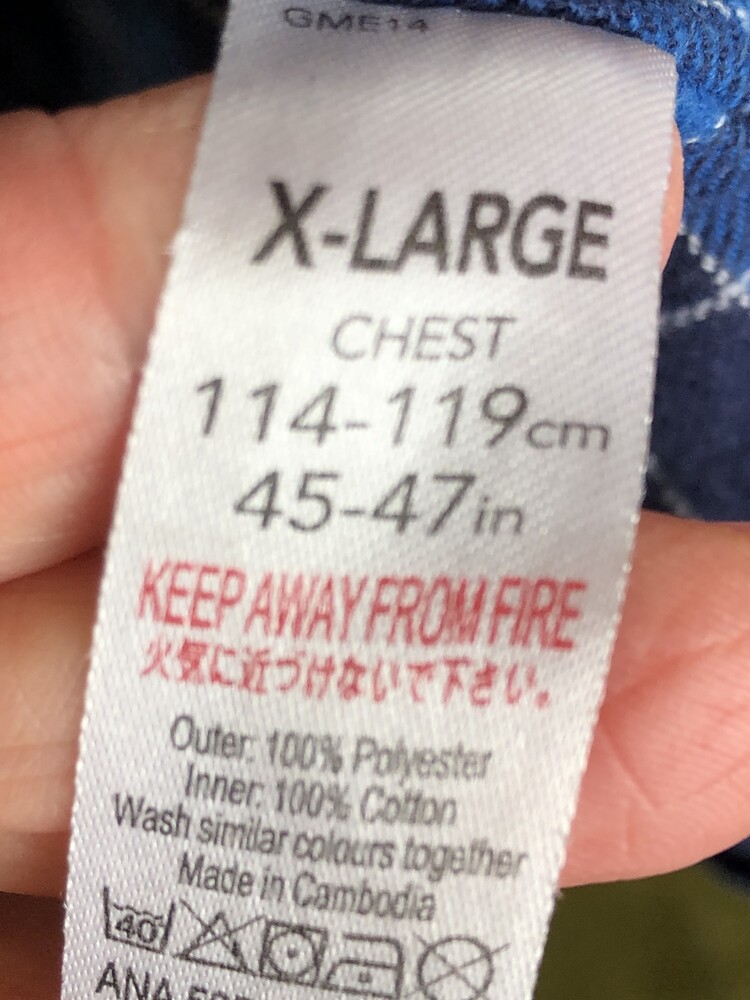 GME14
X-LARGE
CHEST
114-119cm
45-47in
KEEP AWAY FROM FIRE
火気に近づけないで下さい。
Outer: 100% Polyester
Inner: 100% Cotton
Wash similar colours together
Made in Cambodia
40
ANA